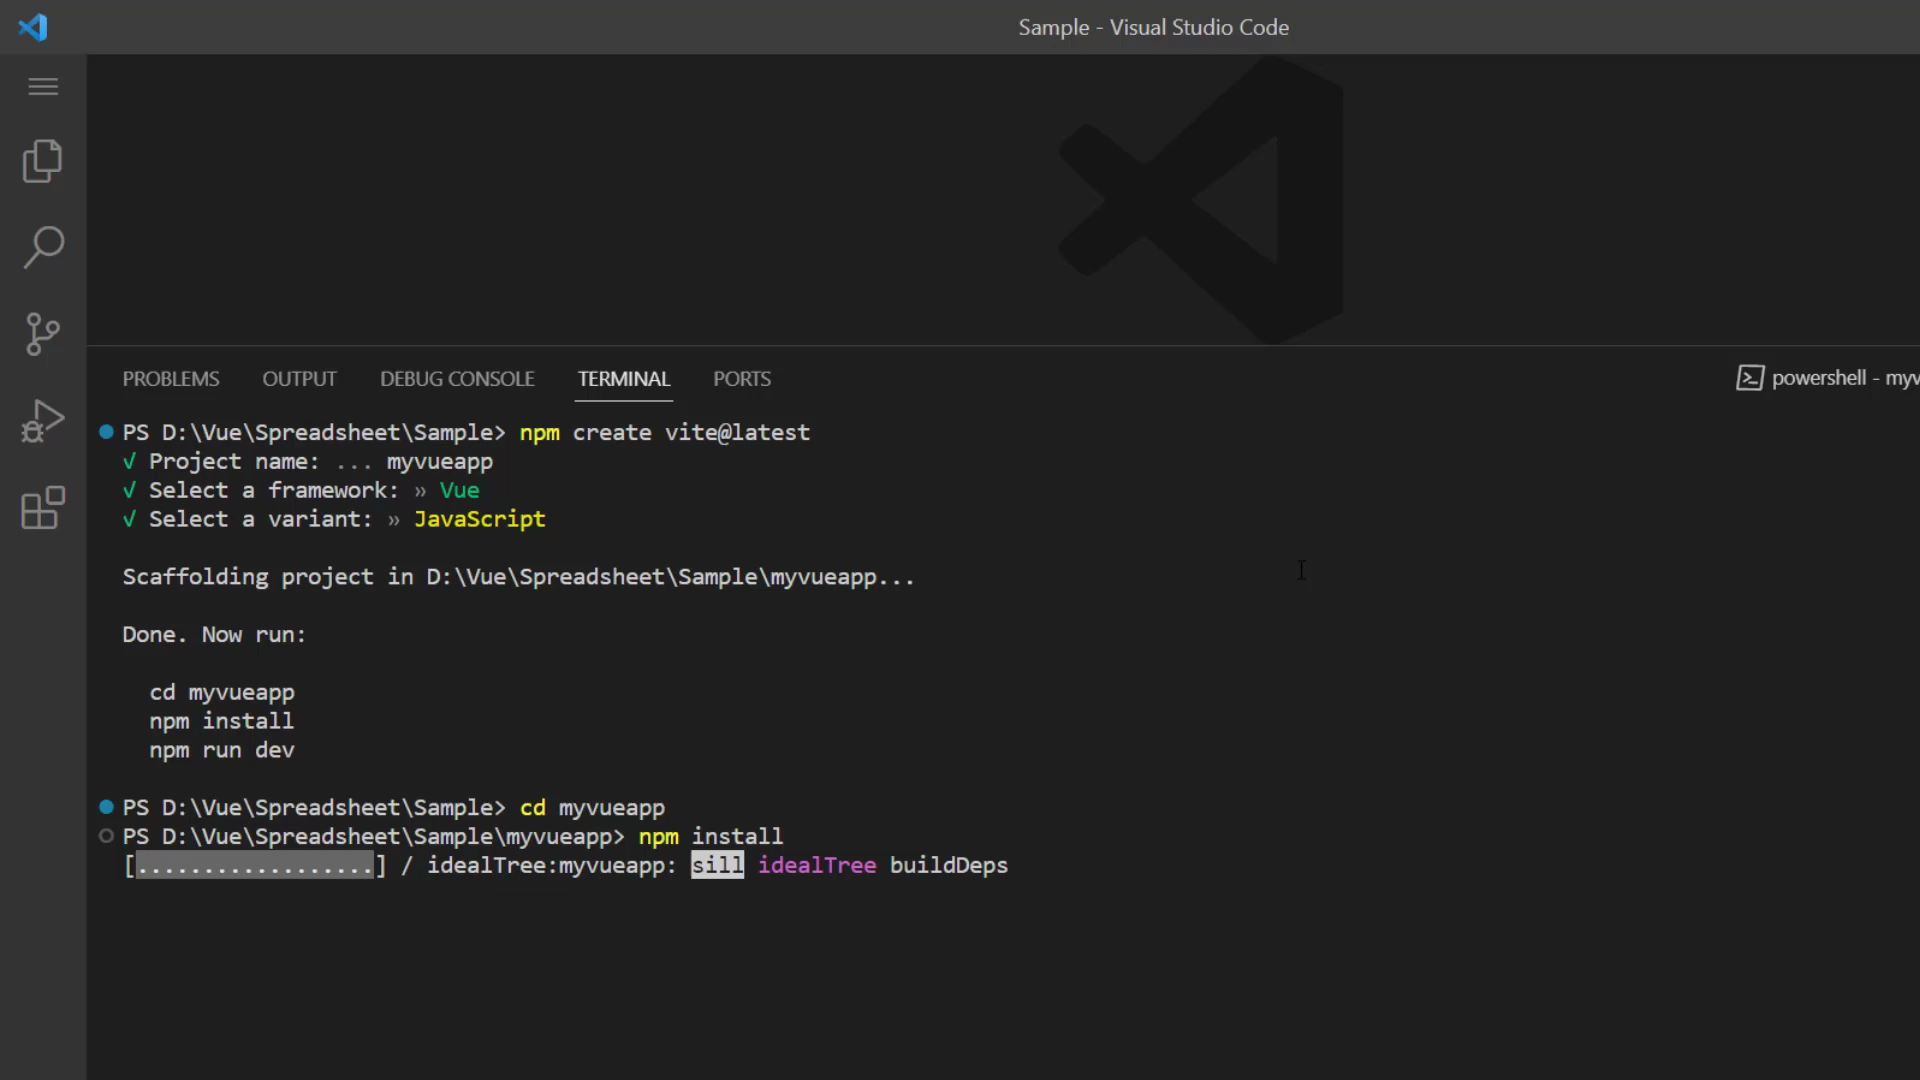 Sample - Visual Studio Code
PROBLEMS OUTPUT DEBUG CONSOLE TERMINAL PORTS powershell - myv
PS D:\Vue\Spreadsheet\Sample> npm create vite@latest
√ Project name: ... myvueapp
√ Select a framework: » Vue
√ Select a variant: » JavaScript
Scaffolding project in D:\Vue\Spreadsheet\Sample\myvueapp...
Done. Now run:
cd myvueapp
npm install
npm run dev
PS D:\Vue\Spreadsheet\Sample> cd myvueapp
PS D:\Vue\Spreadsheet\Sample\myvueapp> npm install
[..................] / idealTree:myvueapp: sill idealTree buildDeps